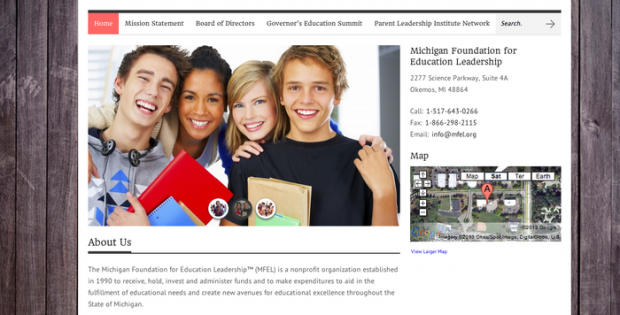 Home Mission Statement Board of Directors Governor's Education Summit Parent Leadership Institute Network Search.
Michigan Foundation for
Education Leadership
2277 Science Parkway, Suite 4A
Okemos, MI 48864
Call: 1-517-643-0266
Fax: 1-866-298-2115
Email: info@mfel.org
Map
Map Sat Ter Earth
A
View Larger Map
About Us
The Michigan Foundation for Education Leadership™ (MFEL) is a nonprofit organization established
in 1990 to receive, hold, invest and administer funds and to make expenditures to aid in the
fulfillment of educational needs and create new avenues for educational excellence throughout the
State of Michigan.